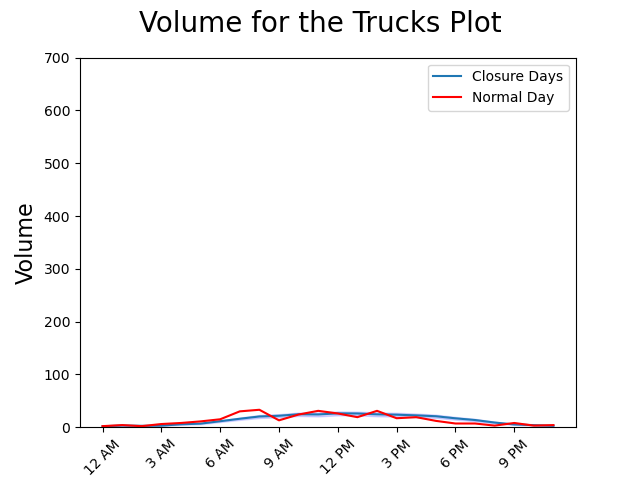 Volume for the Trucks Plot
Closure Days
Normal Day
Volume
700
600
500
400
300
200
100
0
12 AM
3 AM
6 AM
9 AM
12 PM
3 PM
6 PM
9 PM